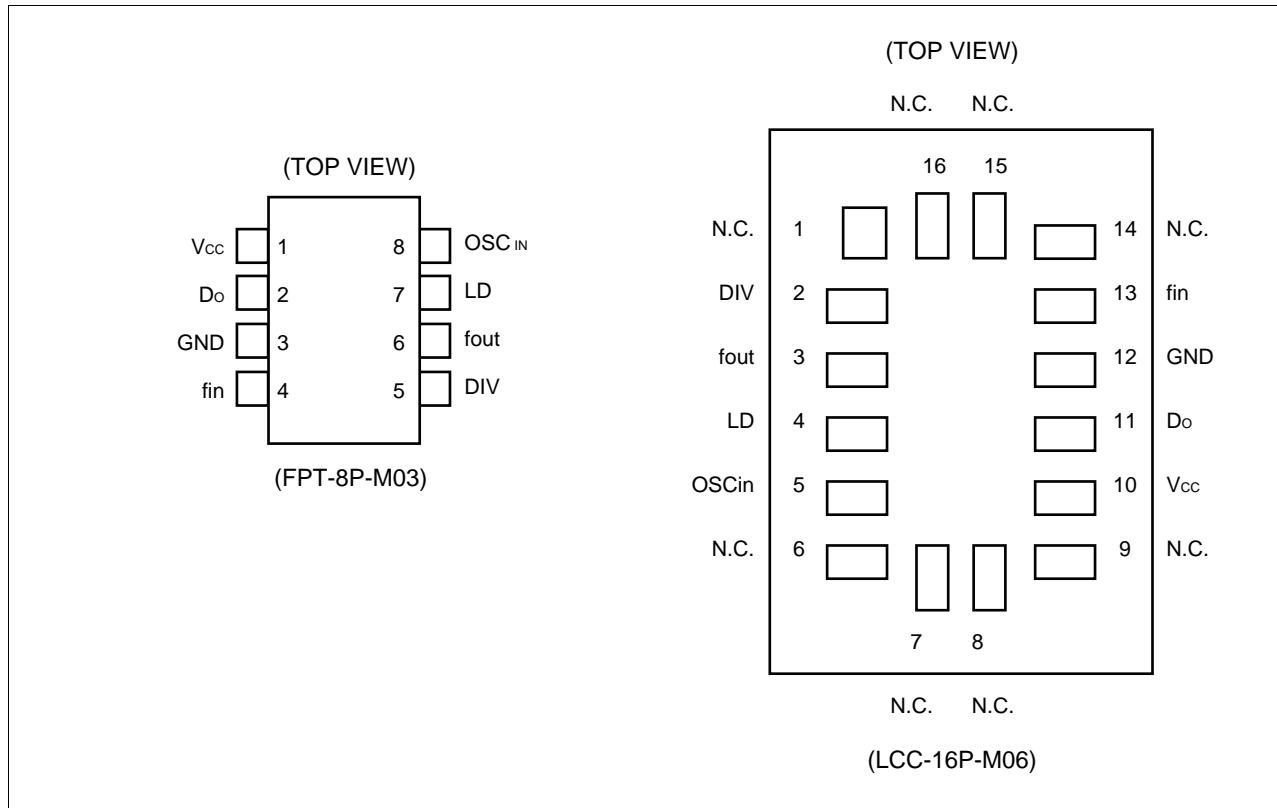 (TOP VIEW)
VCC 1 8 OSC IN
DO 2 7 LD
GND 3 6 fout
fin 4 5 DIV
(FPT-8P-M03)
(TOP VIEW)
N.C. N.C.
16 15
N.C. 1 14 N.C.
DIV 2 13 fin
fout 3 12 GND
LD 4 11 DO
OSCin 5 10 VCC
N.C. 6 9 N.C.
7 8
N.C. N.C.
(LCC-16P-M06)